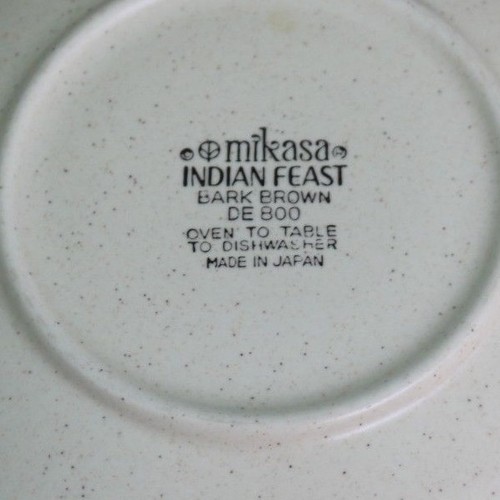 mikasa
INDIAN FEAST
BARK BROWN
DE 800
OVEN TO TABLE
TO DISHWASHER
MADE IN JAPAN